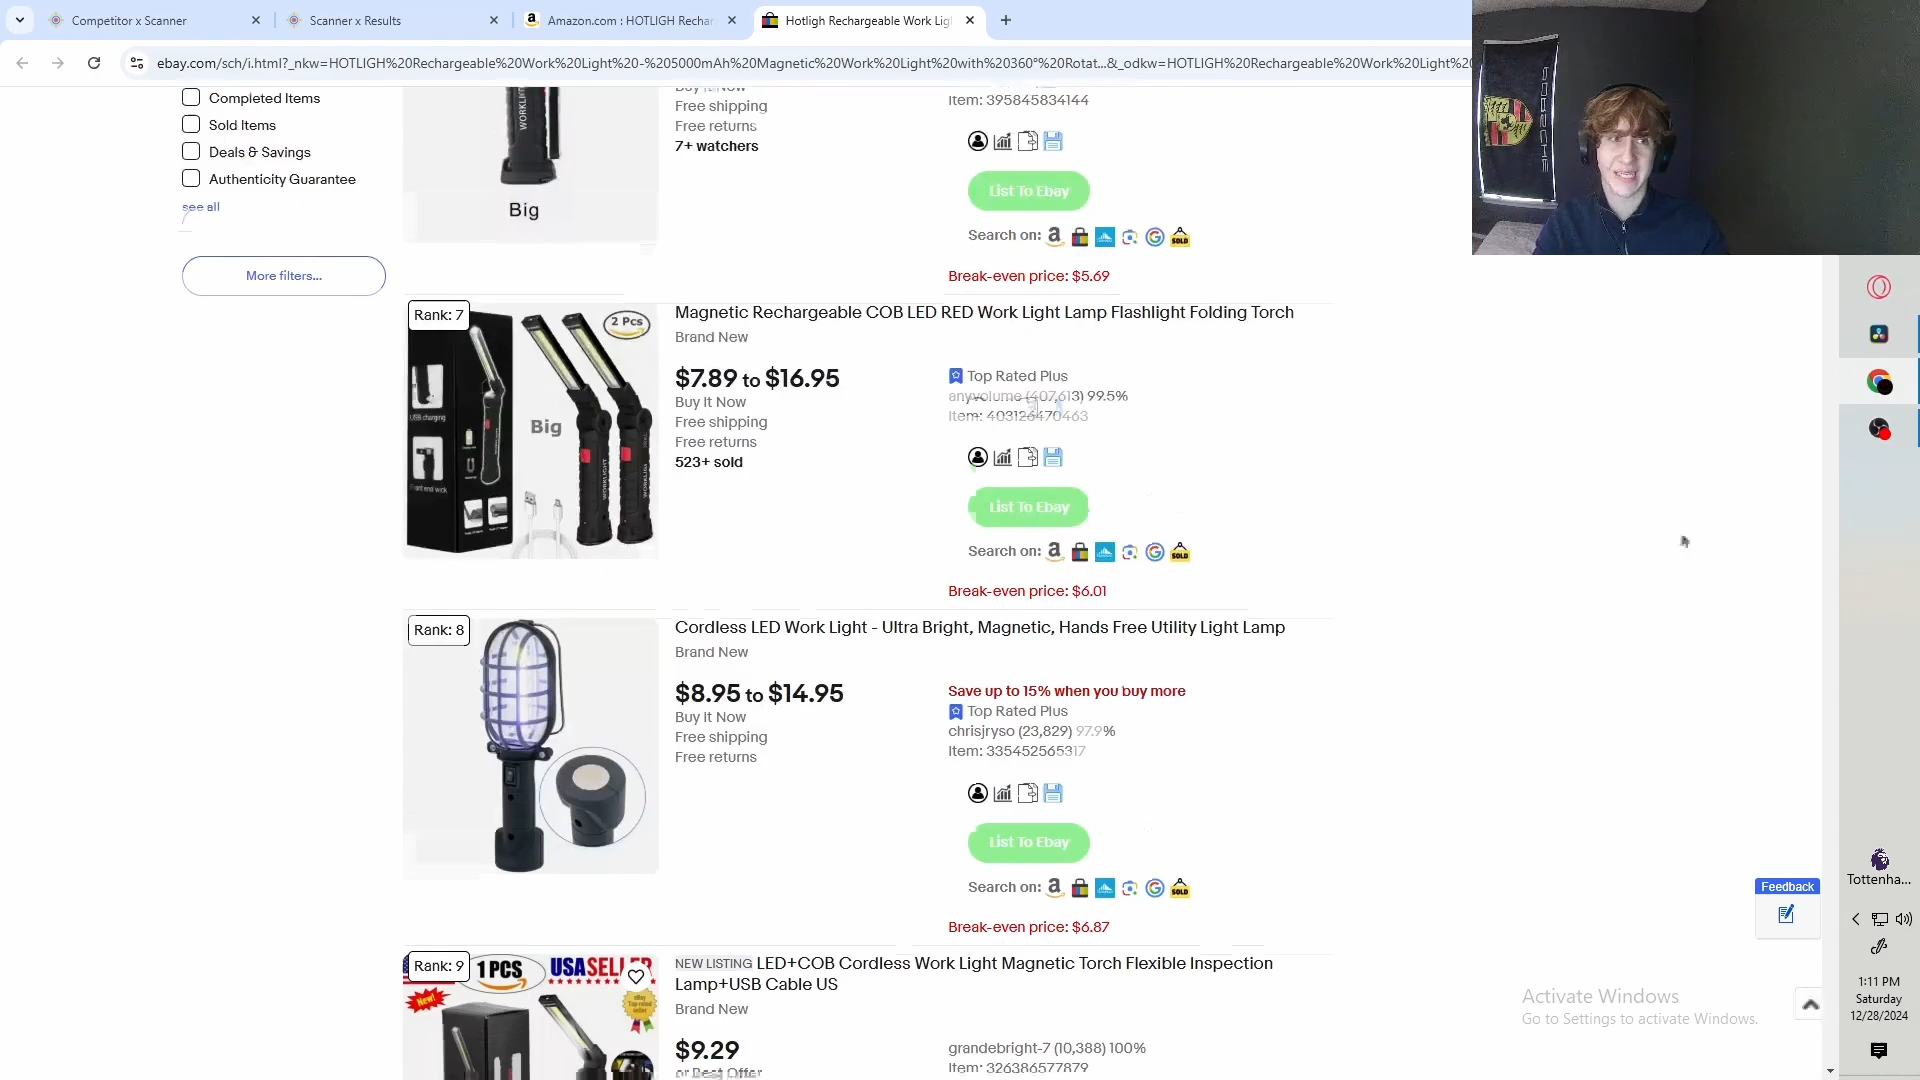 Competitor x Scanner
Scanner x Results
Amazon.com : HOTLIGH Rechar
Hotligh Rechargeable Work Lig
ebay.com/sch/i.html?_nkw=HOTLIGH%20Rechargeable%20Work%20Light%20-%205000mAh%20Magnetic%20Work%20Light%20with%20360°%20Rotat...&_odkw=HOTLIGH%20Rechargeable%20Work%20Light%20
PORSCHE
Completed Items
Sold Items
Deals & Savings
Authenticity Guarantee
see all
More filters...
WORKLI
Big
Buy It Now
Free shipping
Free returns
7+ watchers
Item: 395845834144
List To Ebay
Search on:
SOLD
Break-even price: $5.69
Rank: 7
2 Pcs
USB charging
Big
WORKLIGHT
Magnetic Rechargeable COB LED RED Work Light Lamp Flashlight Folding Torch
Brand New
$7.89 to $16.95
Buy It Now
Free shipping
Free returns
523+ sold
Top Rated Plus
anyvolume (407,613) 99.5%
Item: 403126470463
List To Ebay
Search on:
SOLD
Break-even price: $6.01
Rank: 8
Cordless LED Work Light - Ultra Bright, Magnetic, Hands Free Utility Light Lamp
Brand New
$8.95 to $14.95
Buy It Now
Free shipping
Free returns
Save up to 15% when you buy more
Top Rated Plus
chrisjryso (23,829) 97.9%
Item: 335452565317
List To Ebay
Search on:
SOLD
Break-even price: $6.87
Rank: 9
1 PCS
USA SELLER
New!
NEW LISTING LED+COB Cordless Work Light Magnetic Torch Flexible Inspection
Lamp+USB Cable US
Brand New
$9.29
or Best Offer
grandebright-7 (10,388) 100%
Item: 326386577879
Feedback
Activate Windows
Go to Settings to activate Windows.
Tottenha...
1:11 PM
Saturday
12/28/2024